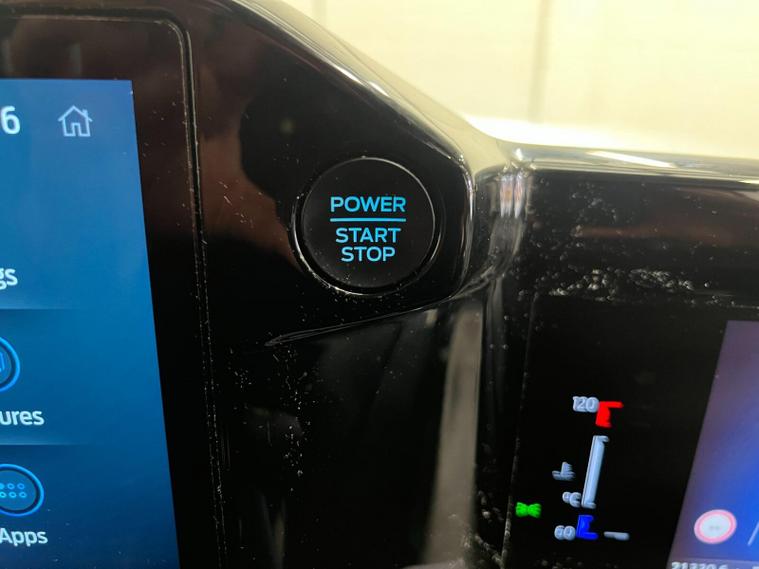 6
gs
ures
Apps
POWER
START
STOP
120
°C
60